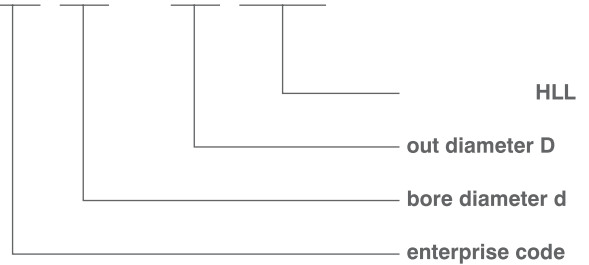 HLL
out diameter D
bore diameter d
enterprise code